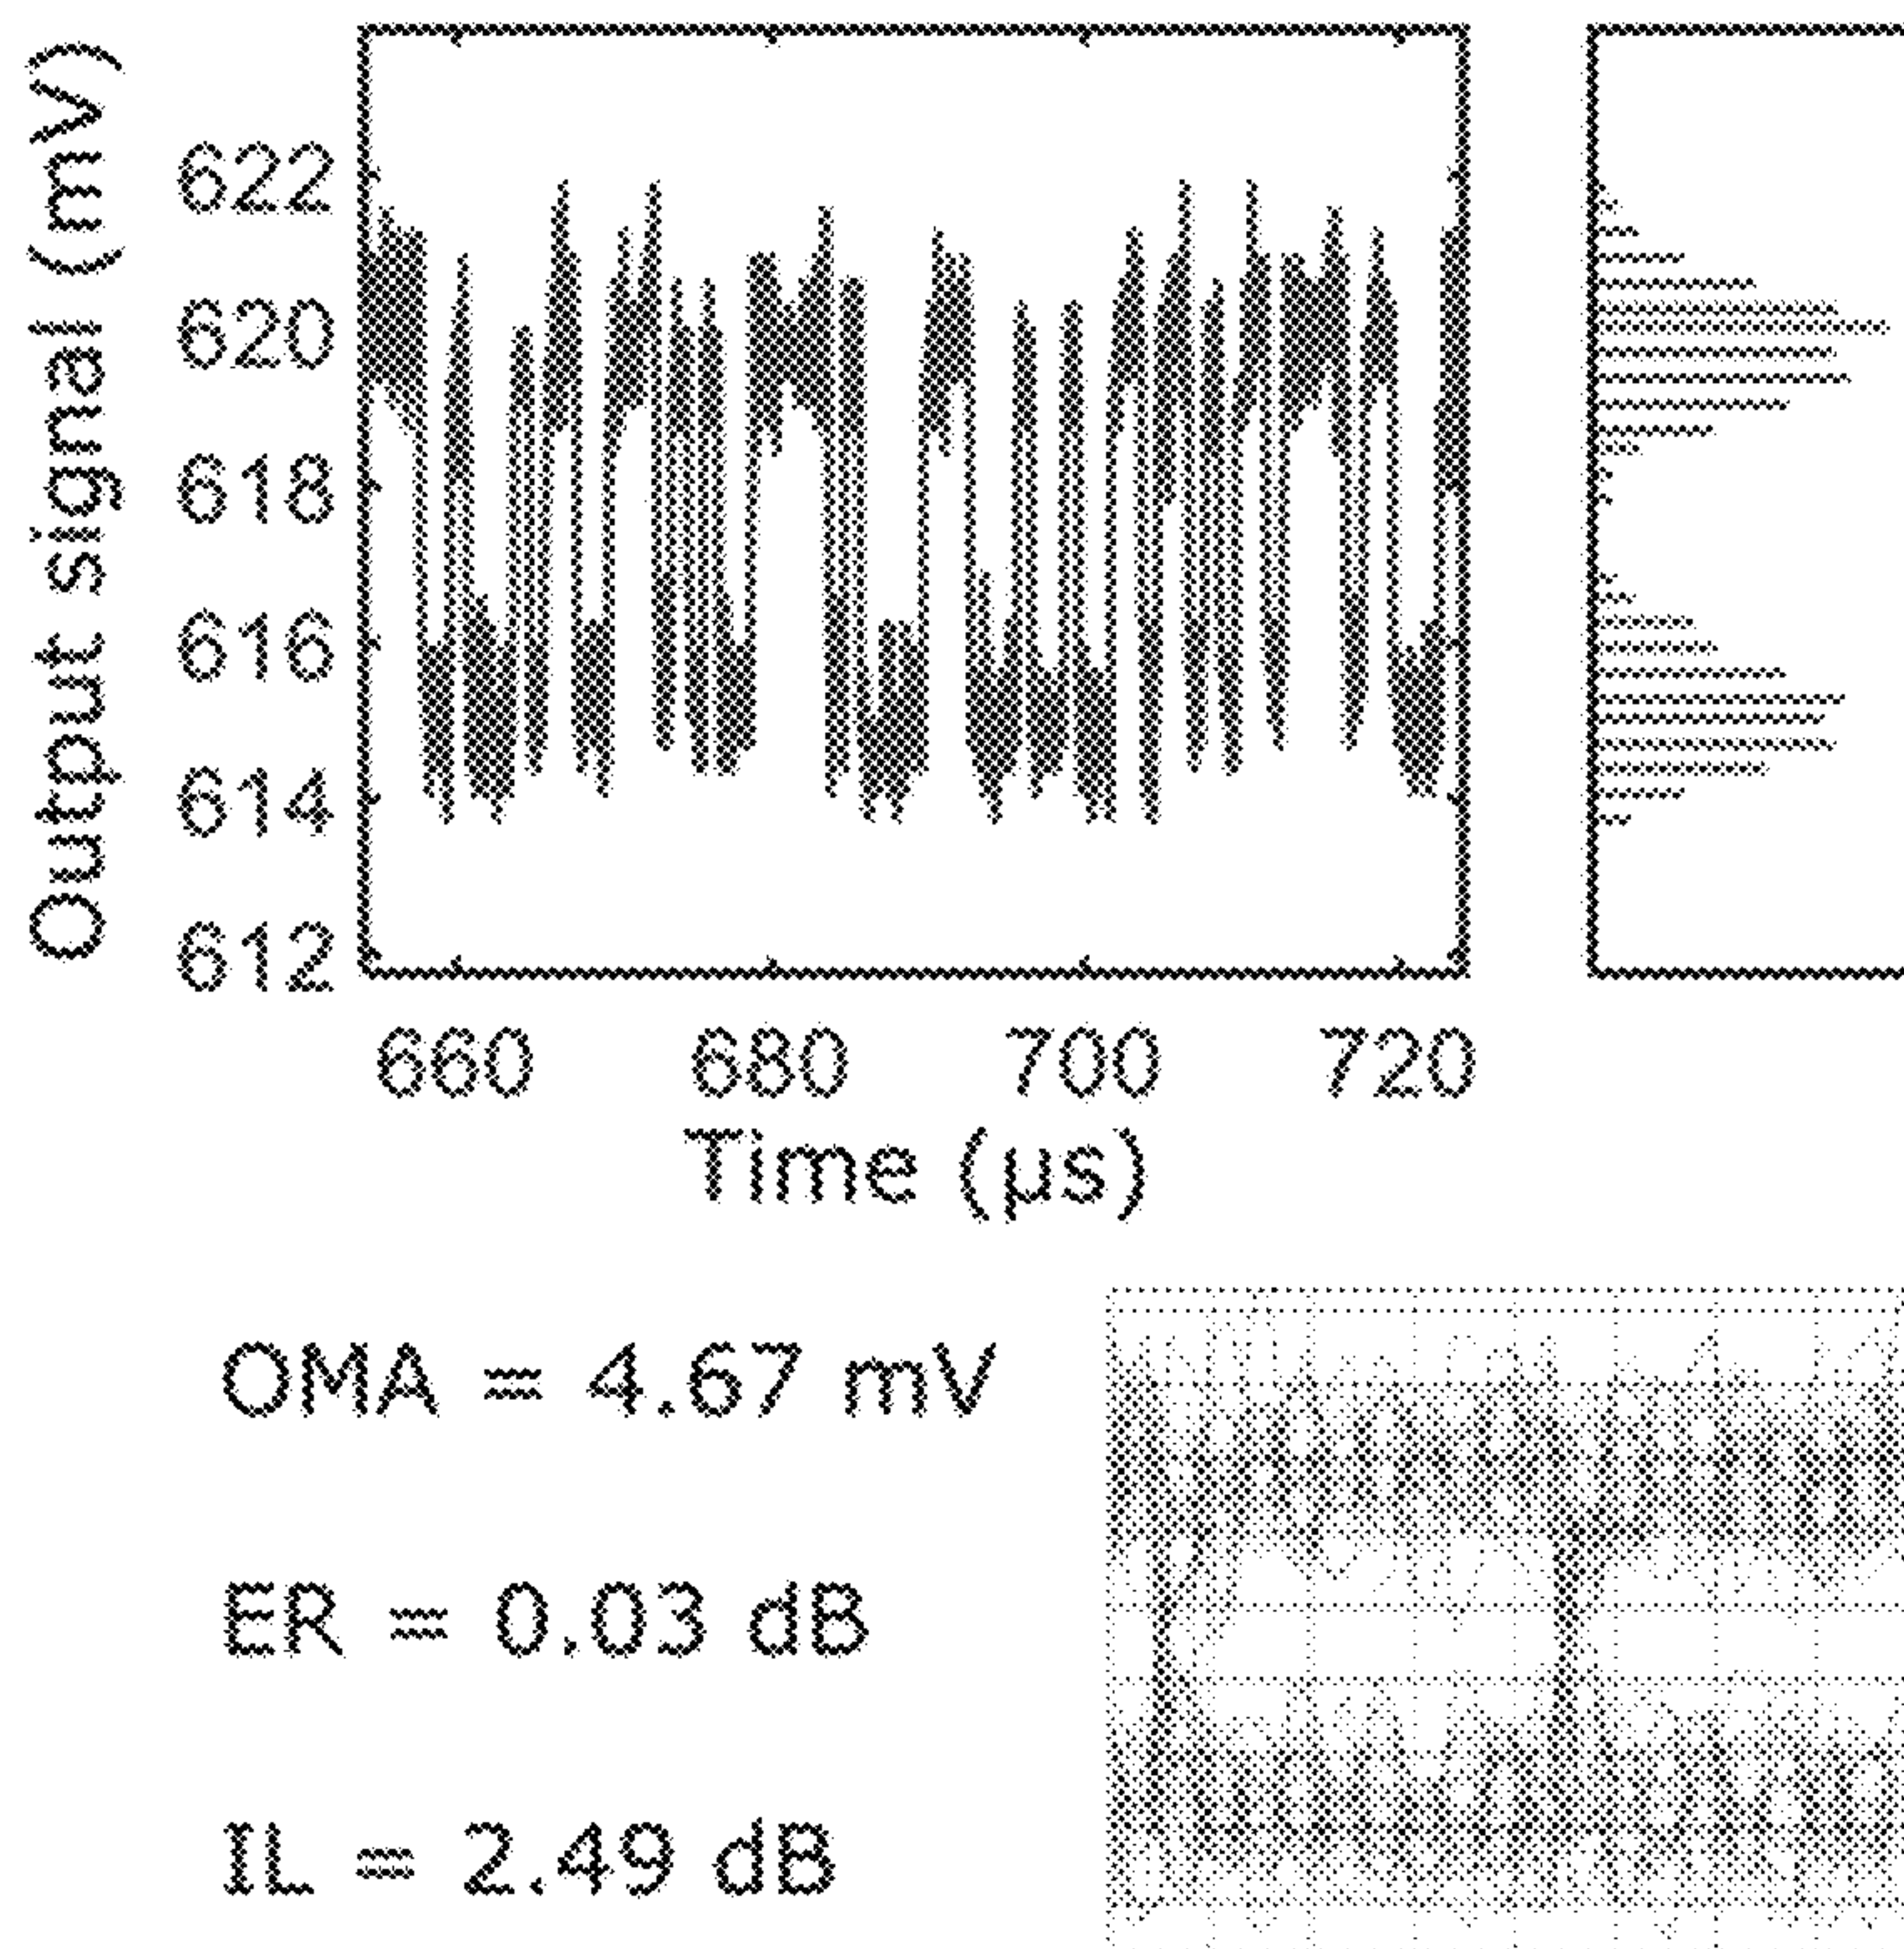 Output signal (mV)
622
620
618
616
614
612
660 680 700 720
Time (µs)
OMA = 4.67 mV
ER = 0.03 dB
IL = 2.49 dB